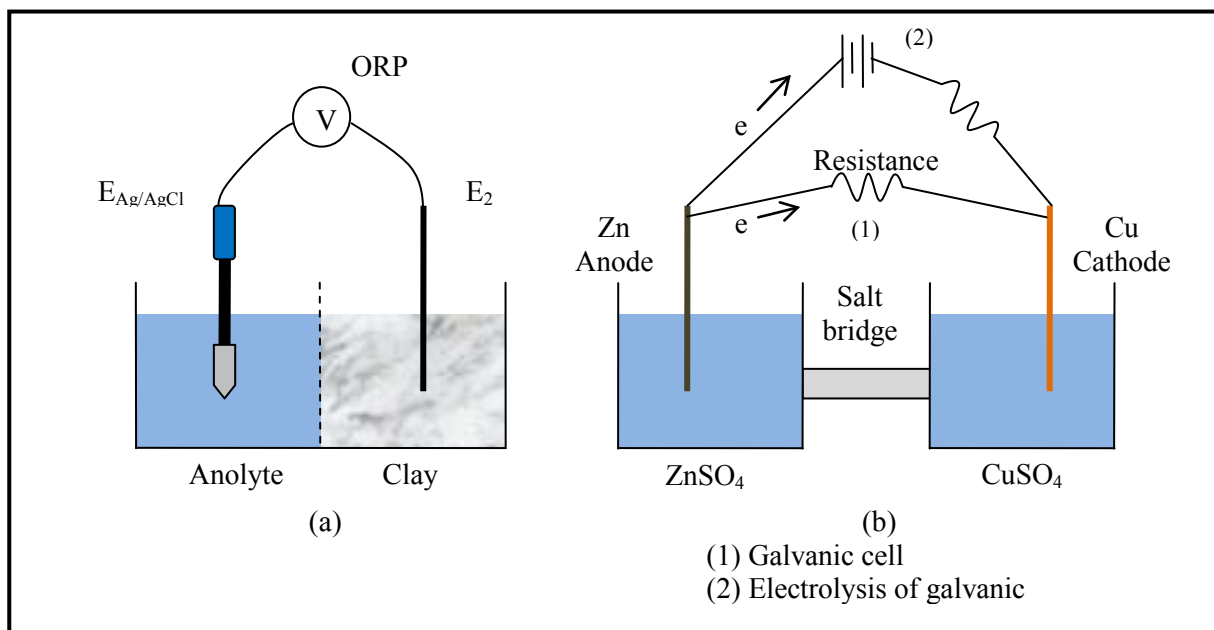 ORP
V
E_Ag/AgCl
E₂
Anolyte
Clay
(a)
(2)
e
Resistance
e
(1)
Zn
Anode
Cu
Cathode
Salt
bridge
ZnSO₄
CuSO₄
(b)
(1) Galvanic cell
(2) Electrolysis of galvanic